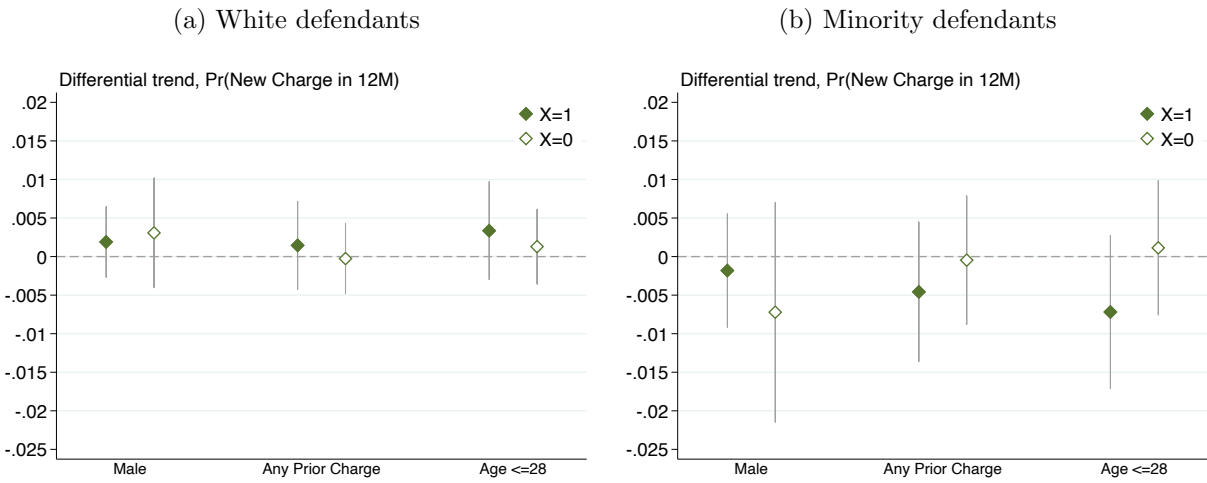 (a) White defendants
Differential trend, Pr(New Charge in 12M)
.02
.015
.01
.005
0
-.005
-.01
-.015
-.02
-.025
X=1
X=0
Male
Any Prior Charge
Age <=28
(b) Minority defendants
Differential trend, Pr(New Charge in 12M)
.02
.015
.01
.005
0
-.005
-.01
-.015
-.02
-.025
X=1
X=0
Male
Any Prior Charge
Age <=28